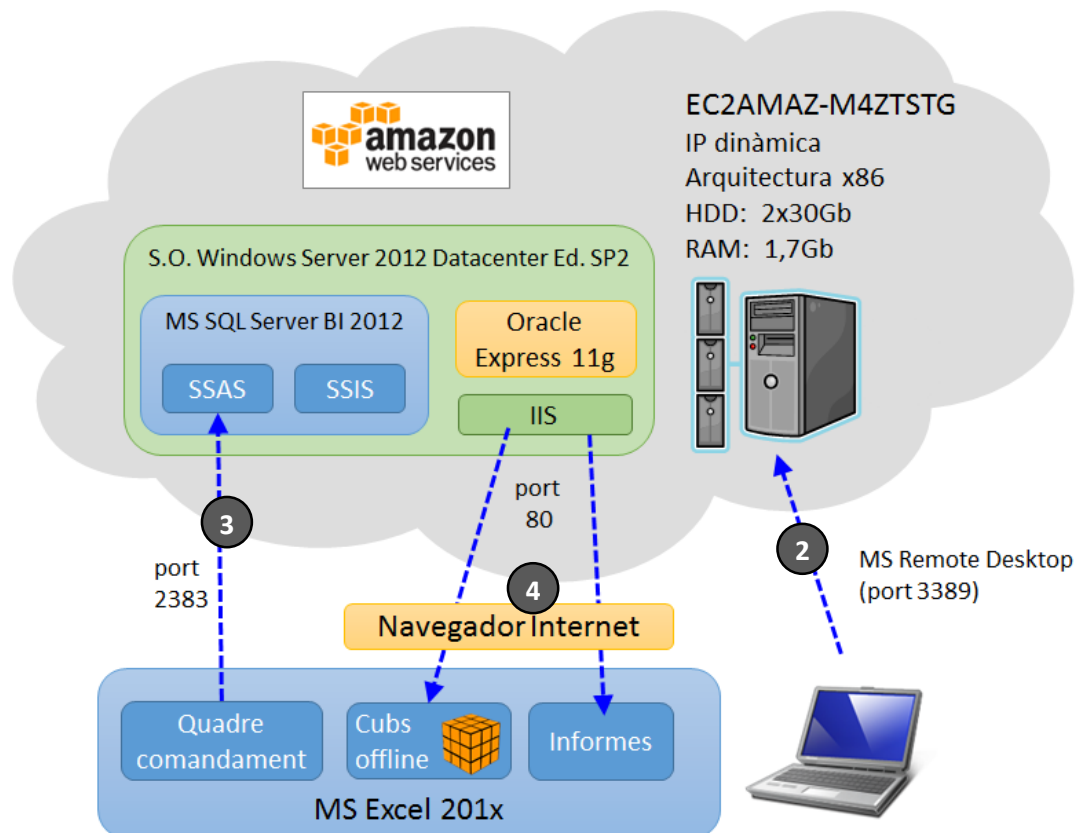 amazon
web services
EC2AMAZ-M4ZTSTG
IP dinàmica
Arquitectura x86
HDD: 2x30Gb
RAM: 1,7Gb
S.O. Windows Server 2012 Datacenter Ed. SP2
MS SQL Server BI 2012
SSAS
SSIS
Oracle
Express 11g
IIS
port
80
3
port
2383
2
MS Remote Desktop
(port 3389)
4
Navegador Internet
Quadre
comandament
Cubs
offline
Informes
MS Excel 201x